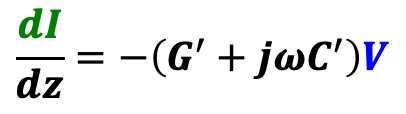 dI/dz = −(G′ + jωC′)V